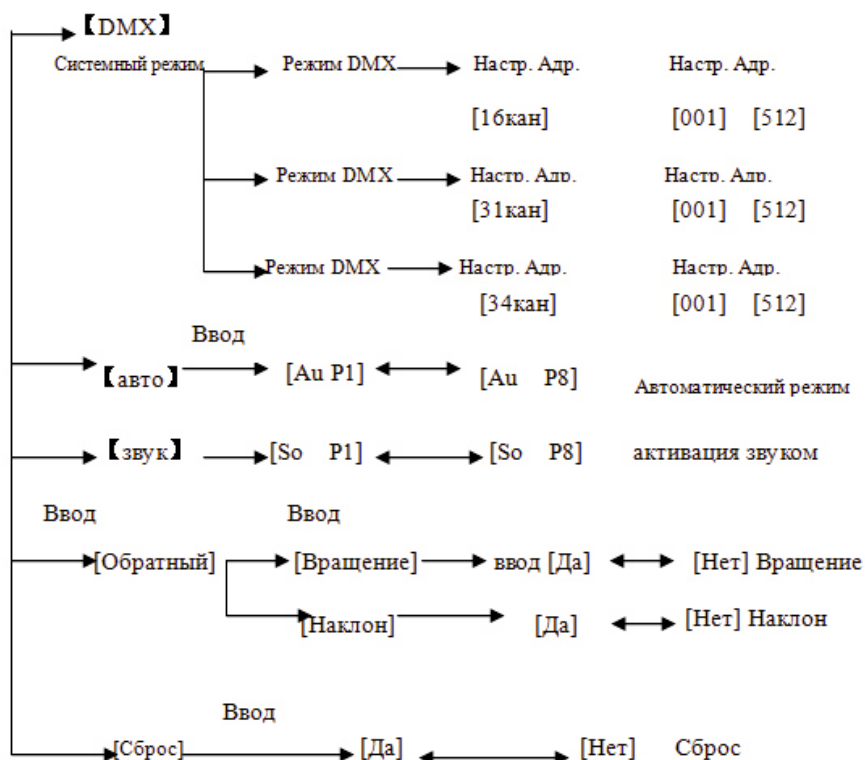 【DMX】
Системный режим Режим DMX Настр. Адр. Настр. Адр.
[16кан] [001] [512]
Режим DMX Настр. Адр. Настр. Адр.
[31кан] [001] [512]
Режим DMX Настр. Адр. Настр. Адр.
[34кан] [001] [512]
Ввод
【авто】 [Au P1] [Au P8] Автоматический режим
【звук】 [So P1] [So P8] активация звуком
Ввод Ввод
[Обратный] [Вращение] ввод [Да] [Нет] Вращение
[Наклон] [Да] [Нет] Наклон
Ввод
[Сброс] [Да] [Нет] Сброс